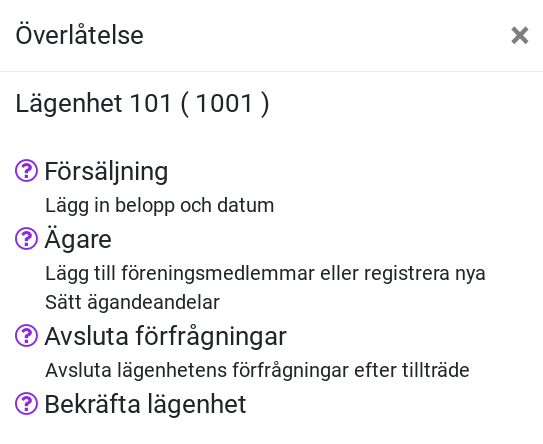 Överlåtelse
Lägenhet 101 ( 1001 )
Försäljning
Lägg in belopp och datum
Ägare
Lägg till föreningsmedlemmar eller registrera nya
Sätt ägandeandelar
Avsluta förfrågningar
Avsluta lägenhetens förfrågningar efter tillträde
Bekräfta lägenhet